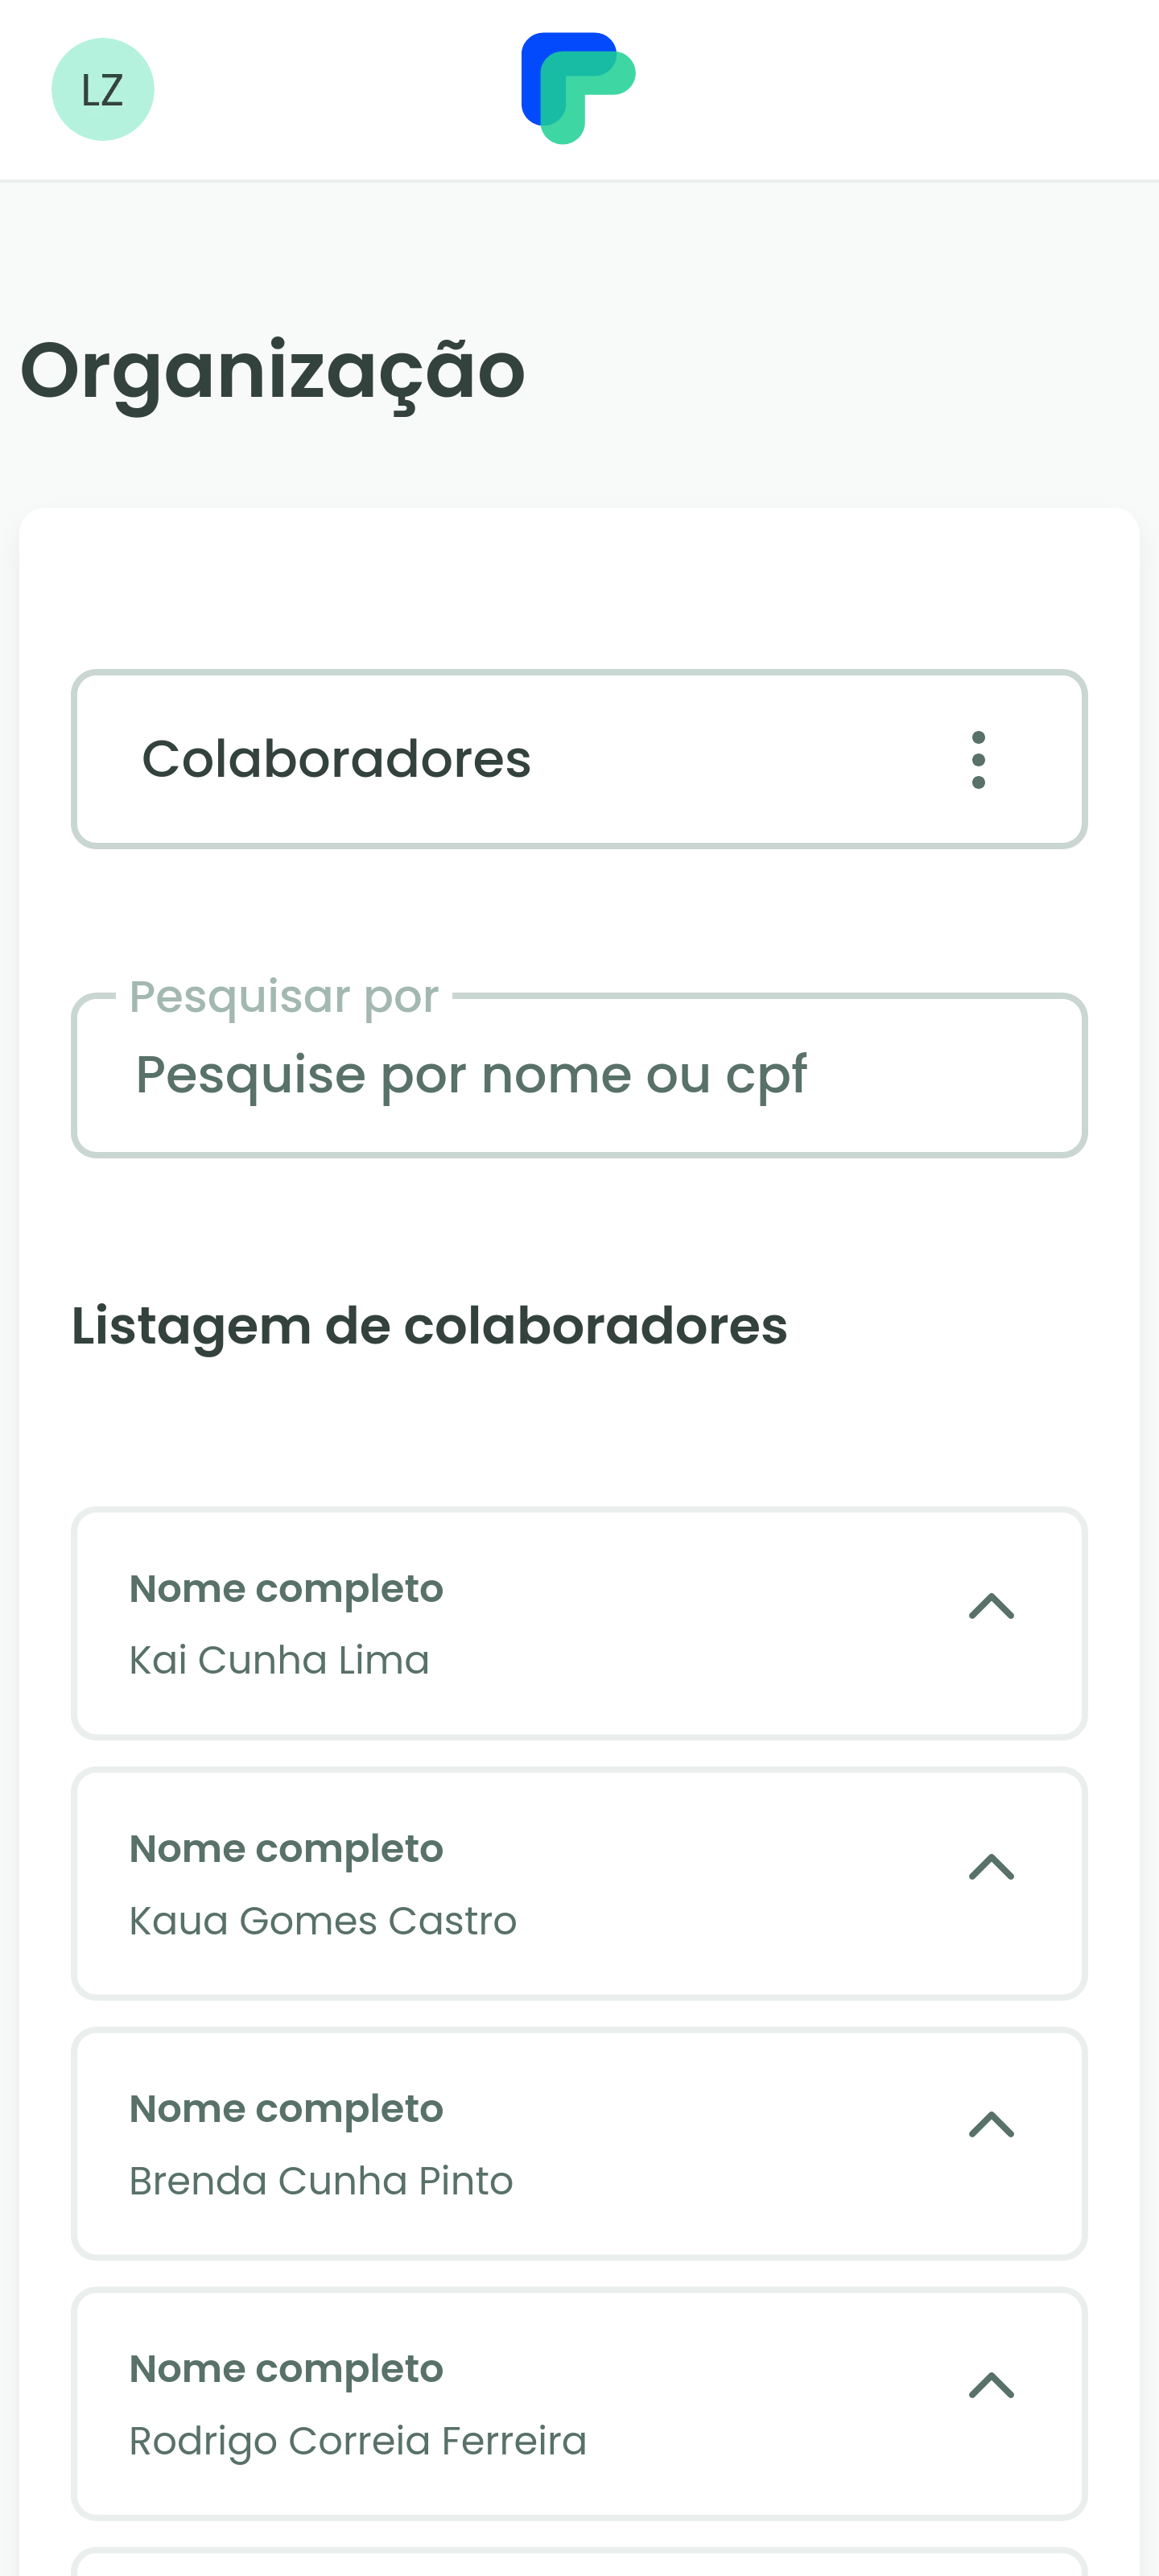 LZ
Organização
Colaboradores
Pesquisar por
Pesquise por nome ou cpf
Listagem de colaboradores
Nome completo
Kai Cunha Lima
Nome completo
Kaua Gomes Castro
Nome completo
Brenda Cunha Pinto
Nome completo
Rodrigo Correia Ferreira